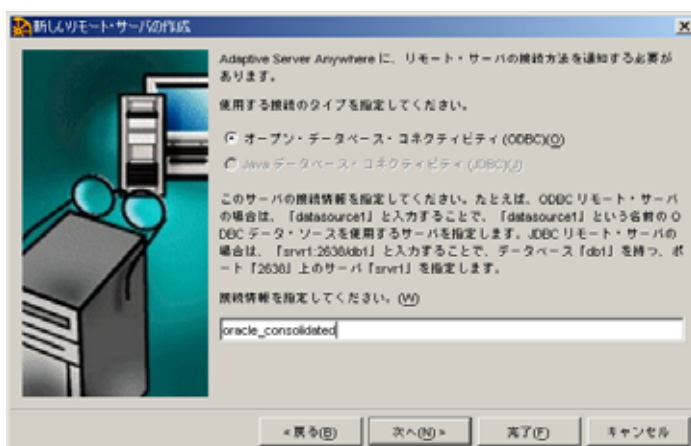 新しいリモート・サーバの作成
Adaptive Server Anywhere に、リモート・サーバの接続方法を通知する必要が
あります。
使用する接続のタイプを指定してください。
オープン・データベース・コネクティビティ (ODBC)(O)
Java データベース・コネクティビティ (JDBC)(J)
このサーバの接続情報を指定してください。たとえば、ODBC リモート・サーバ
の場合は、「datasource1」と入力することで、「datasource1」という名前の O
DBC データ・ソースを使用するサーバを指定します。JDBC リモート・サーバの
場合は、「srvr1:2638/db1」と入力することで、データベース「db1」を持つ、ポ
ート「2638」上のサーバ「srvr1」を指定します。
接続情報を指定してください。(W)
oracle_consolidated
< 戻る(B)
次へ(N) >
完了(F)
キャンセル